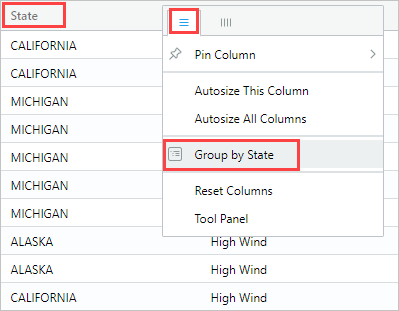 State
CALIFORNIA
Pin Column
CALIFORNIA
Autosize This Column
MICHIGAN
Autosize All Columns
MICHIGAN
MICHIGAN
Group by State
MICHIGAN
Reset Columns
MICHIGAN
Tool Panel
ALASKA High Wind
ALASKA High Wind
CALIFORNIA High Wind